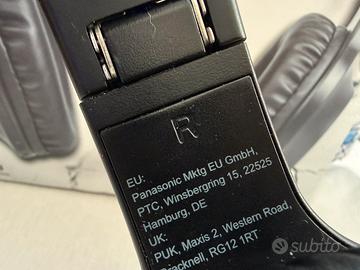 R
EU:
Panasonic Mktg EU GmbH,
PTC, Winsbergring 15, 22525
Hamburg, DE
UK:
PUK, Maxis 2, Western Road,
Bracknell, RG12 1RT
subito